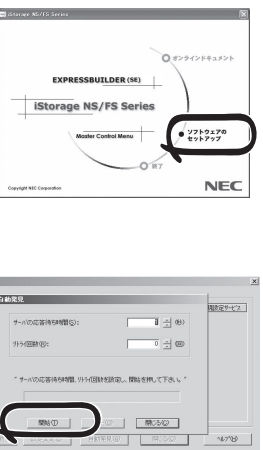 iStorage NS/FS Series
オンラインドキュメント
EXPRESSBUILDER (SE)
iStorage NS/FS Series
Master Control Menu
ソフトウェアの
セットアップ
終了
Copyright NEC Corporation
NEC
自動発見
サーバの応答待ち時間(S):
(秒)
リトライ回数(R):
0
(回)
"サーバの応答待ち時間、リトライ回数を設定し、開始を押して下さい。"
開始(T)
閉じる(C)
ヘルプ(H)